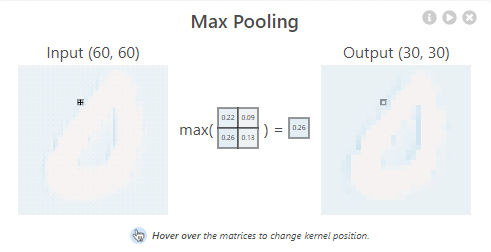 Max Pooling
Input (60, 60)
Output (30, 30)
max(
0.22 0.09
0.26 0.13
) =
0.26
Hover over the matrices to change kernel position.